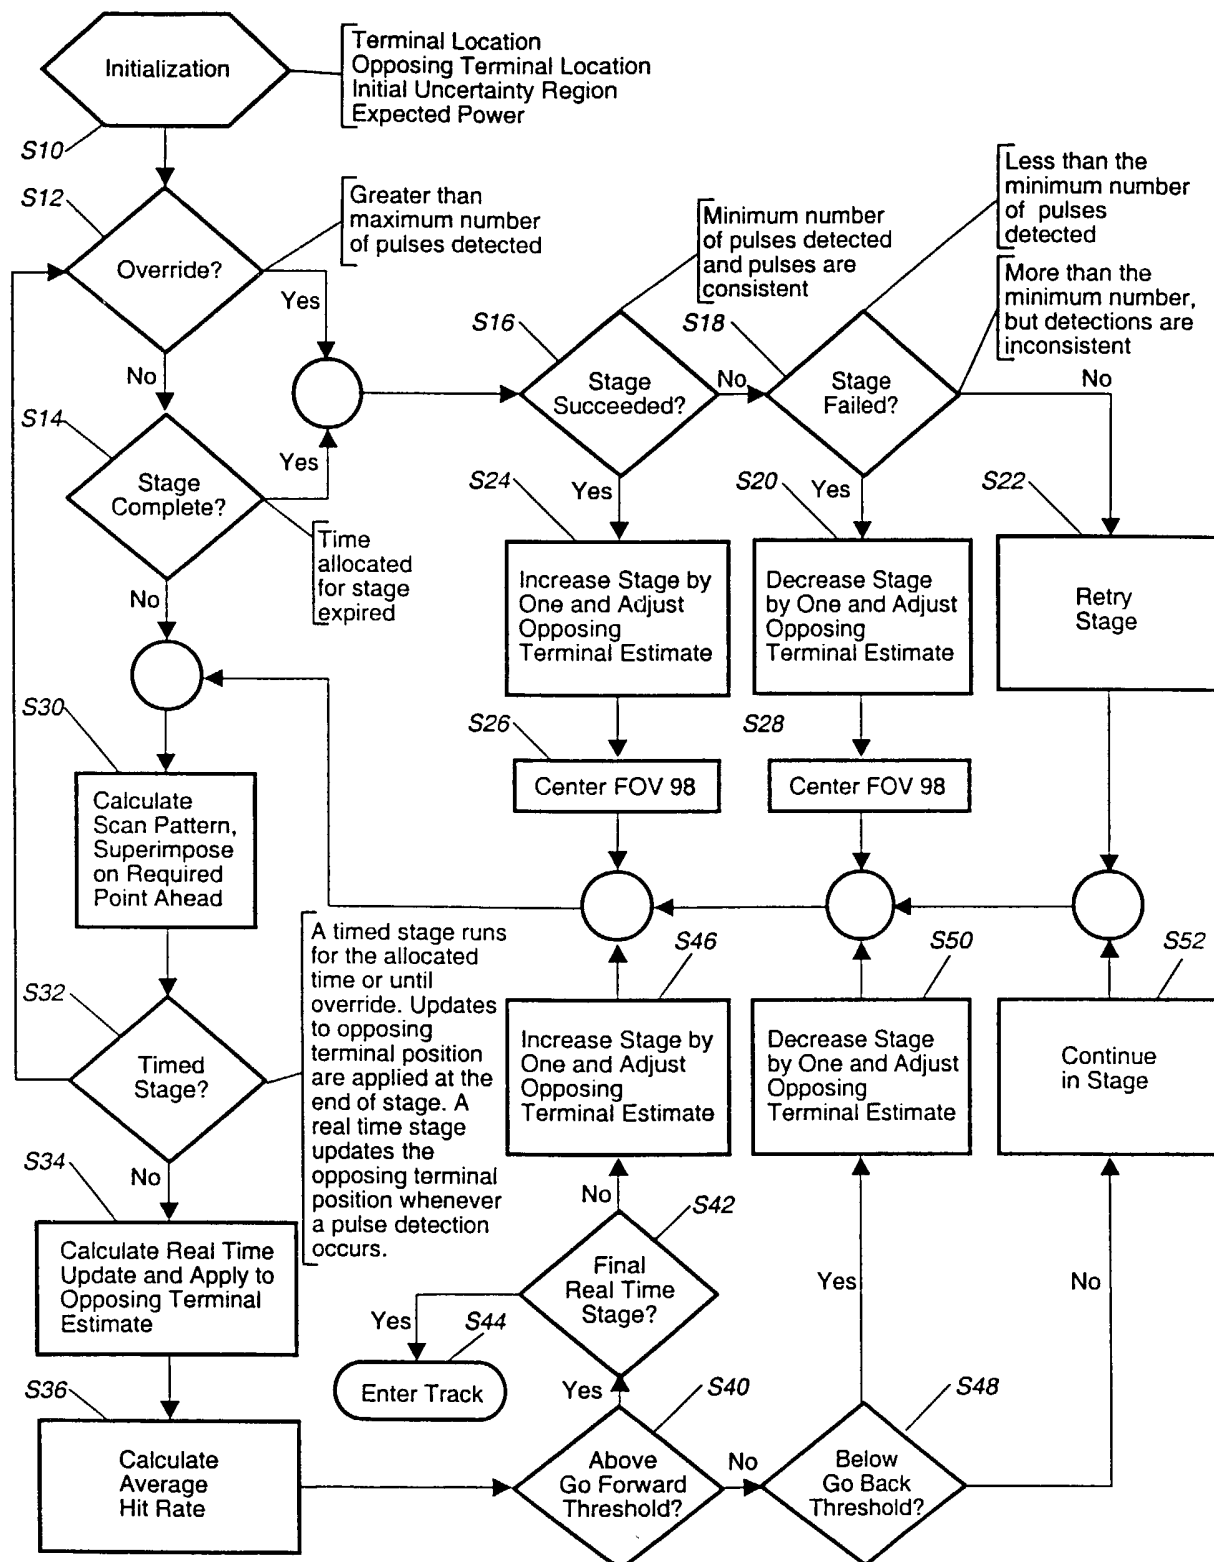 Initialization
Terminal Location
Opposing Terminal Location
Initial Uncertainty Region
Expected Power
S10
S12
Override?
Greater than
maximum number
of pulses detected
Yes
No
S14
Stage
Complete?
Yes
Time
allocated
for stage
expired
No
S16
Stage
Succeeded?
Minimum number
of pulses detected
and pulses are
consistent
No
S18
Stage
Failed?
Less than the
minimum number
of pulses
detected
More than the
minimum number,
but detections are
inconsistent
No
Yes
S24
Increase Stage by
One and Adjust
Opposing
Terminal Estimate
Yes
S20
Decrease Stage
by One and Adjust
Opposing
Terminal Estimate
S22
Retry
Stage
S26
Center FOV 98
S28
Center FOV 98
S30
Calculate
Scan Pattern,
Superimpose
on Required
Point Ahead
S32
Timed
Stage?
A timed stage runs
for the allocated
time or until
override. Updates
to opposing
terminal position
are applied at the
end of stage. A
real time stage
updates the
opposing terminal
position whenever
a pulse detection
occurs.
No
S34
Calculate Real Time
Update and Apply to
Opposing Terminal
Estimate
S36
Calculate
Average
Hit Rate
S46
Increase Stage by
One and Adjust
Opposing
Terminal Estimate
S50
Decrease Stage
by One and Adjust
Opposing
Terminal Estimate
S52
Continue
in Stage
No
S42
Final
Real Time
Stage?
Yes
S44
Enter Track
Yes
S40
Above
Go Forward
Threshold?
No
S48
Below
Go Back
Threshold?
Yes
No